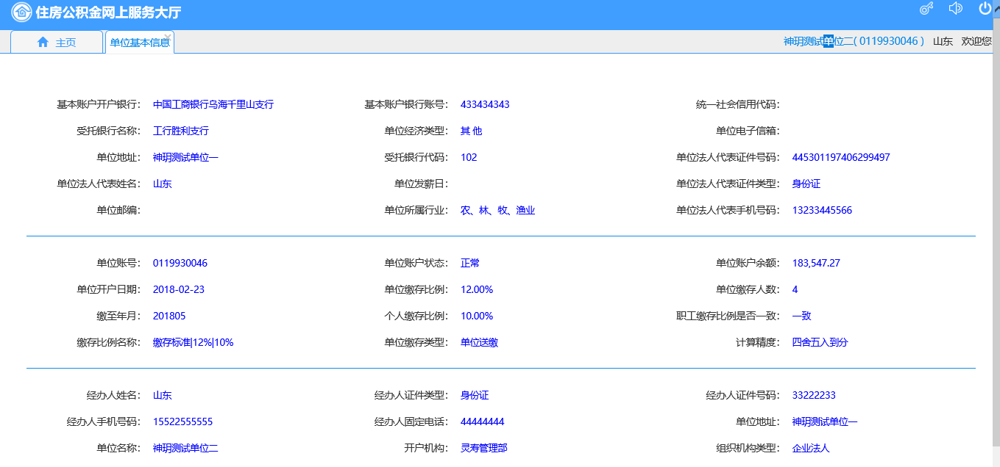 住房公积金网上服务大厅
主页 单位基本信息 神玥测试单位二( 0119930046 ) 山东 欢迎您
基本账户开户银行： 中国工商银行乌海千里山支行 基本账户银行账号： 433434343 统一社会信用代码：
受托银行名称： 工行胜利支行 单位经济类型： 其 他 单位电子信箱：
单位地址： 神玥测试单位一 受托银行代码： 102 单位法人代表证件号码： 445301197406299497
单位法人代表姓名： 山东 单位发薪日： 单位法人代表证件类型： 身份证
单位邮编： 单位所属行业： 农、林、牧、渔业 单位法人代表手机号码： 13233445566
单位账号： 0119930046 单位账户状态： 正常 单位账户余额： 183,547.27
单位开户日期： 2018-02-23 单位缴存比例： 12.00% 单位缴存人数： 4
缴至年月： 201805 个人缴存比例： 10.00% 职工缴存比例是否一致： 一致
缴存比例名称： 缴存标准|12%|10% 单位缴存类型： 单位送缴 计算精度： 四舍五入到分
经办人姓名： 山东 经办人证件类型： 身份证 经办人证件号码： 33222233
经办人手机号码： 15522555555 经办人固定电话： 44444444 单位地址： 神玥测试单位一
单位名称： 神玥测试单位二 开户机构： 灵寿管理部 组织机构类型： 企业法人